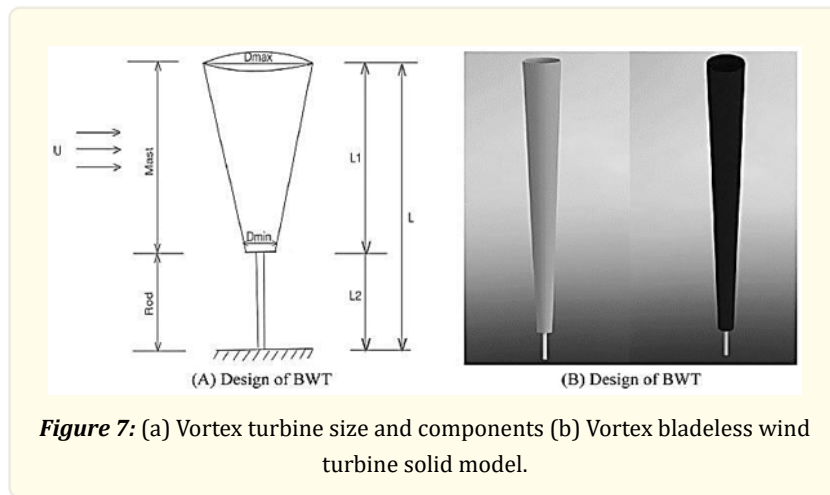 Dmax
U
Mast
L1
L
Dmin
Rod
L2
(A) Design of BWT
(B) Design of BWT
Figure 7: (a) Vortex turbine size and components (b) Vortex bladeless wind
turbine solid model.